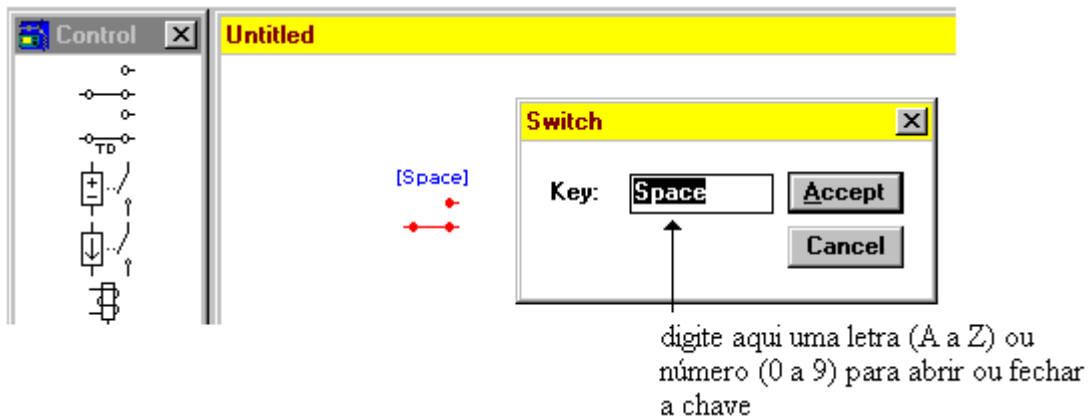 Control
Untitled
TD
[Space]
Switch
Key:
Space
Accept
Cancel
digite aqui uma letra (A a Z) ou
número (0 a 9) para abrir ou fechar
a chave